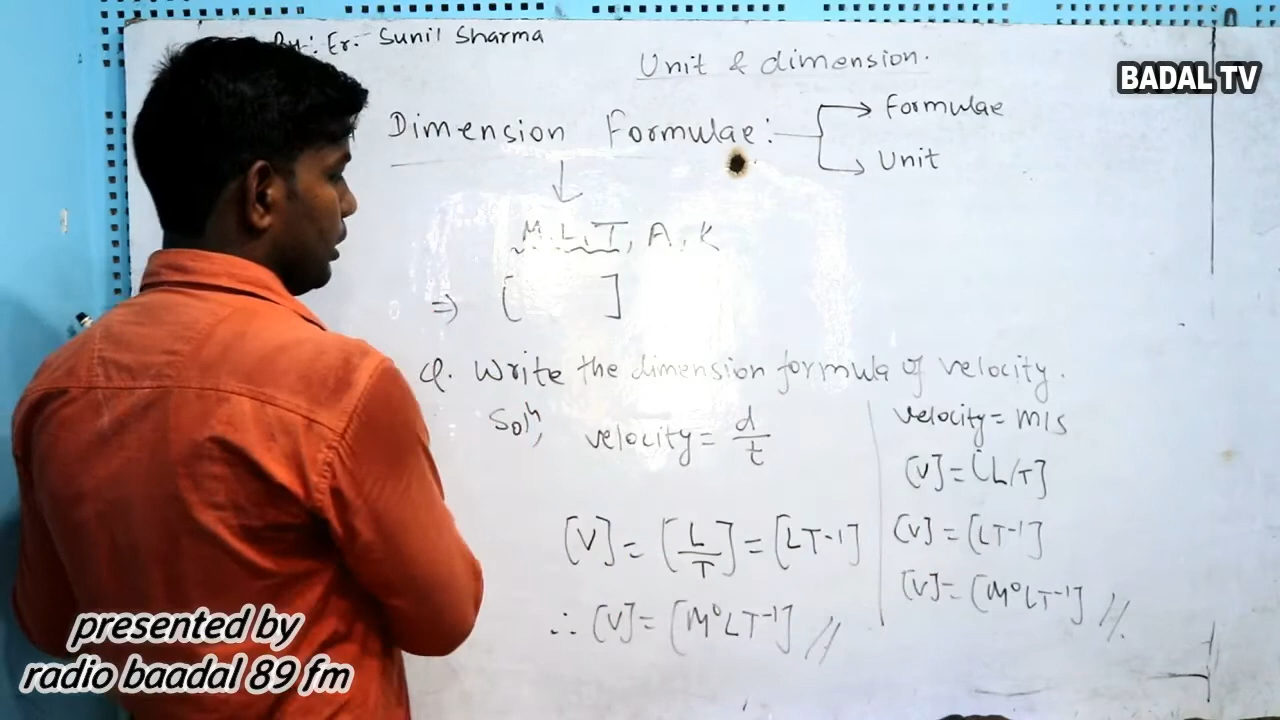 By: Er. Sunil Sharma
Unit & dimension.
BADAL TV
Dimension Formulae:
Formulae
Unit
M, L, T, A, K
⇒ [ ]
Q. Write the dimension formula of velocity.
Solⁿ, velocity = d/t
[V] = [L/T] = [LT⁻¹]
∴ [V] = [M⁰LT⁻¹] //
velocity = m/s
[V] = [L/T]
[V] = [LT⁻¹]
[V] = [M⁰LT⁻¹] //.
presented by
radio baadal 89 fm